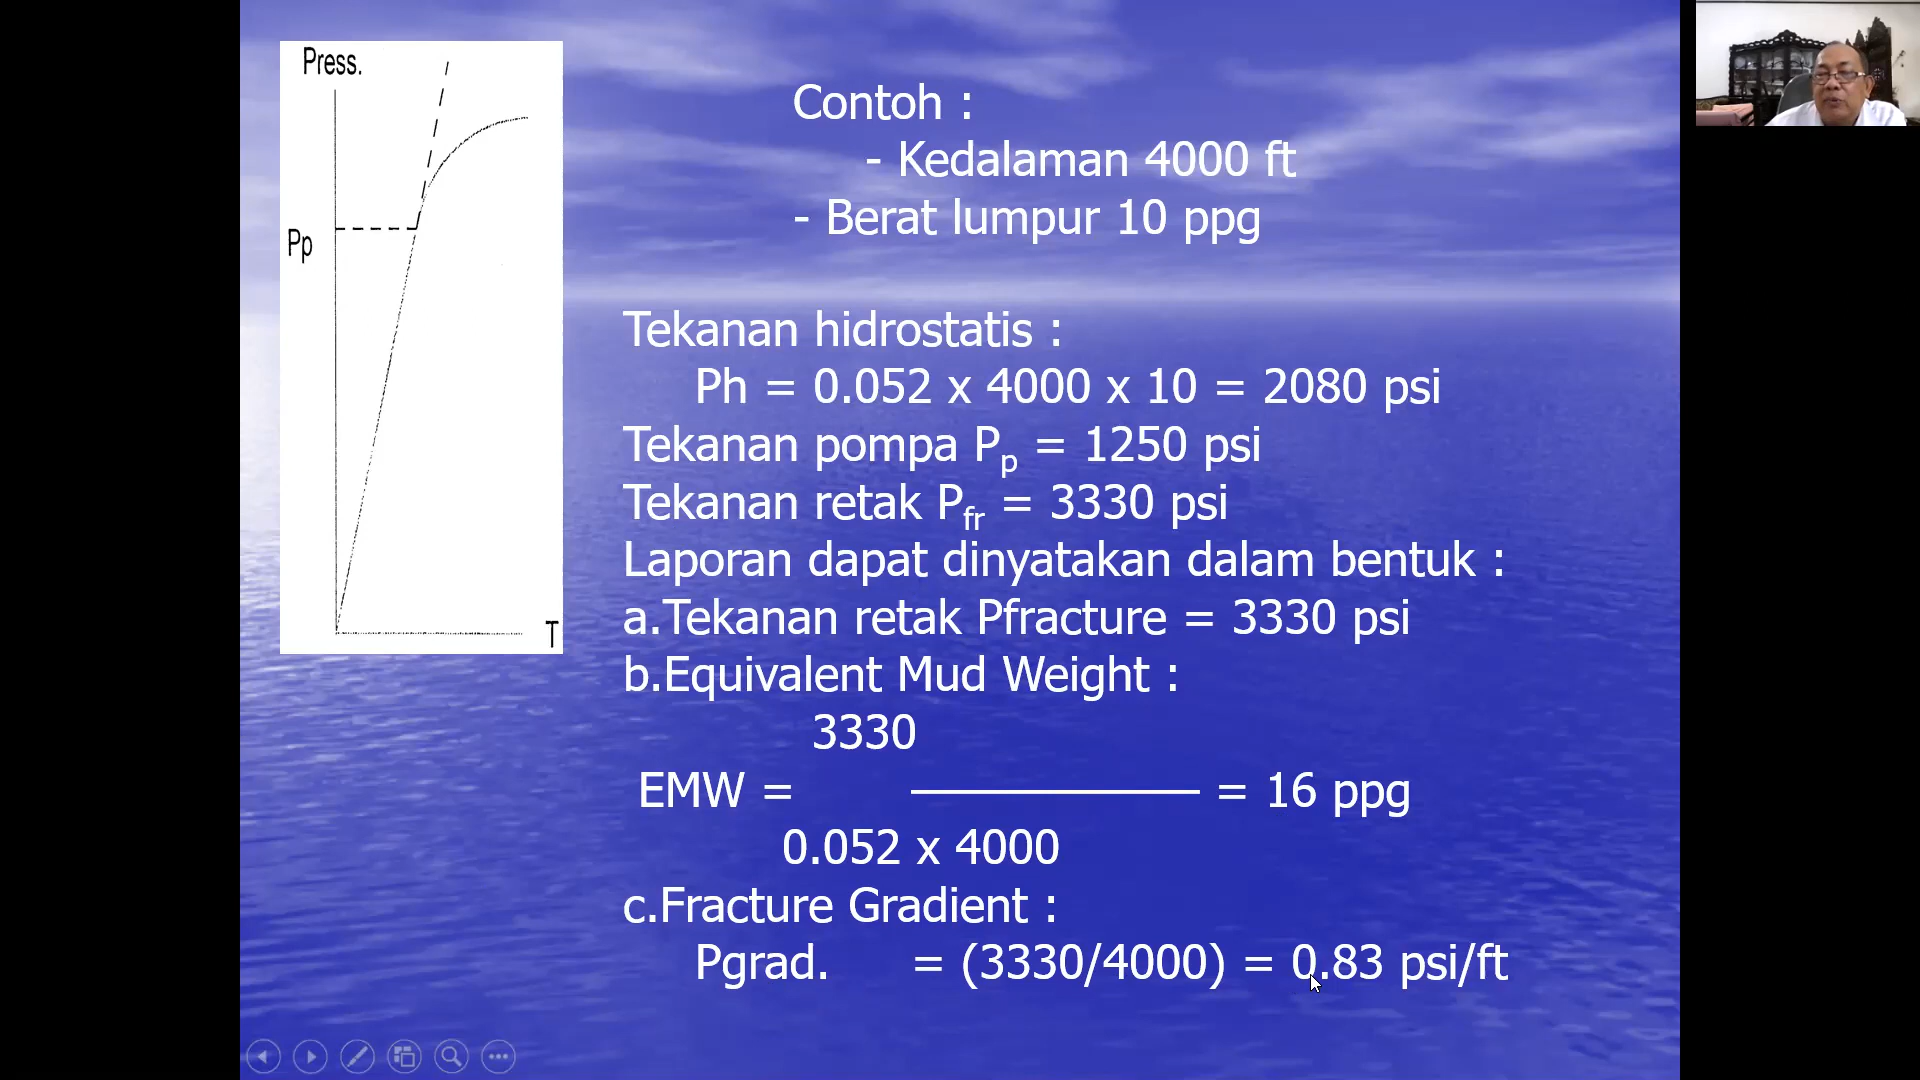 Press.
Pp
T
Contoh :
- Kedalaman 4000 ft
- Berat lumpur 10 ppg
Tekanan hidrostatis :
Ph = 0.052 x 4000 x 10 = 2080 psi
Tekanan pompa Pp = 1250 psi
Tekanan retak Pfr = 3330 psi
Laporan dapat dinyatakan dalam bentuk :
a.Tekanan retak Pfracture = 3330 psi
b.Equivalent Mud Weight :
3330
EMW = ———— = 16 ppg
0.052 x 4000
c.Fracture Gradient :
Pgrad. = (3330/4000) = 0.83 psi/ft